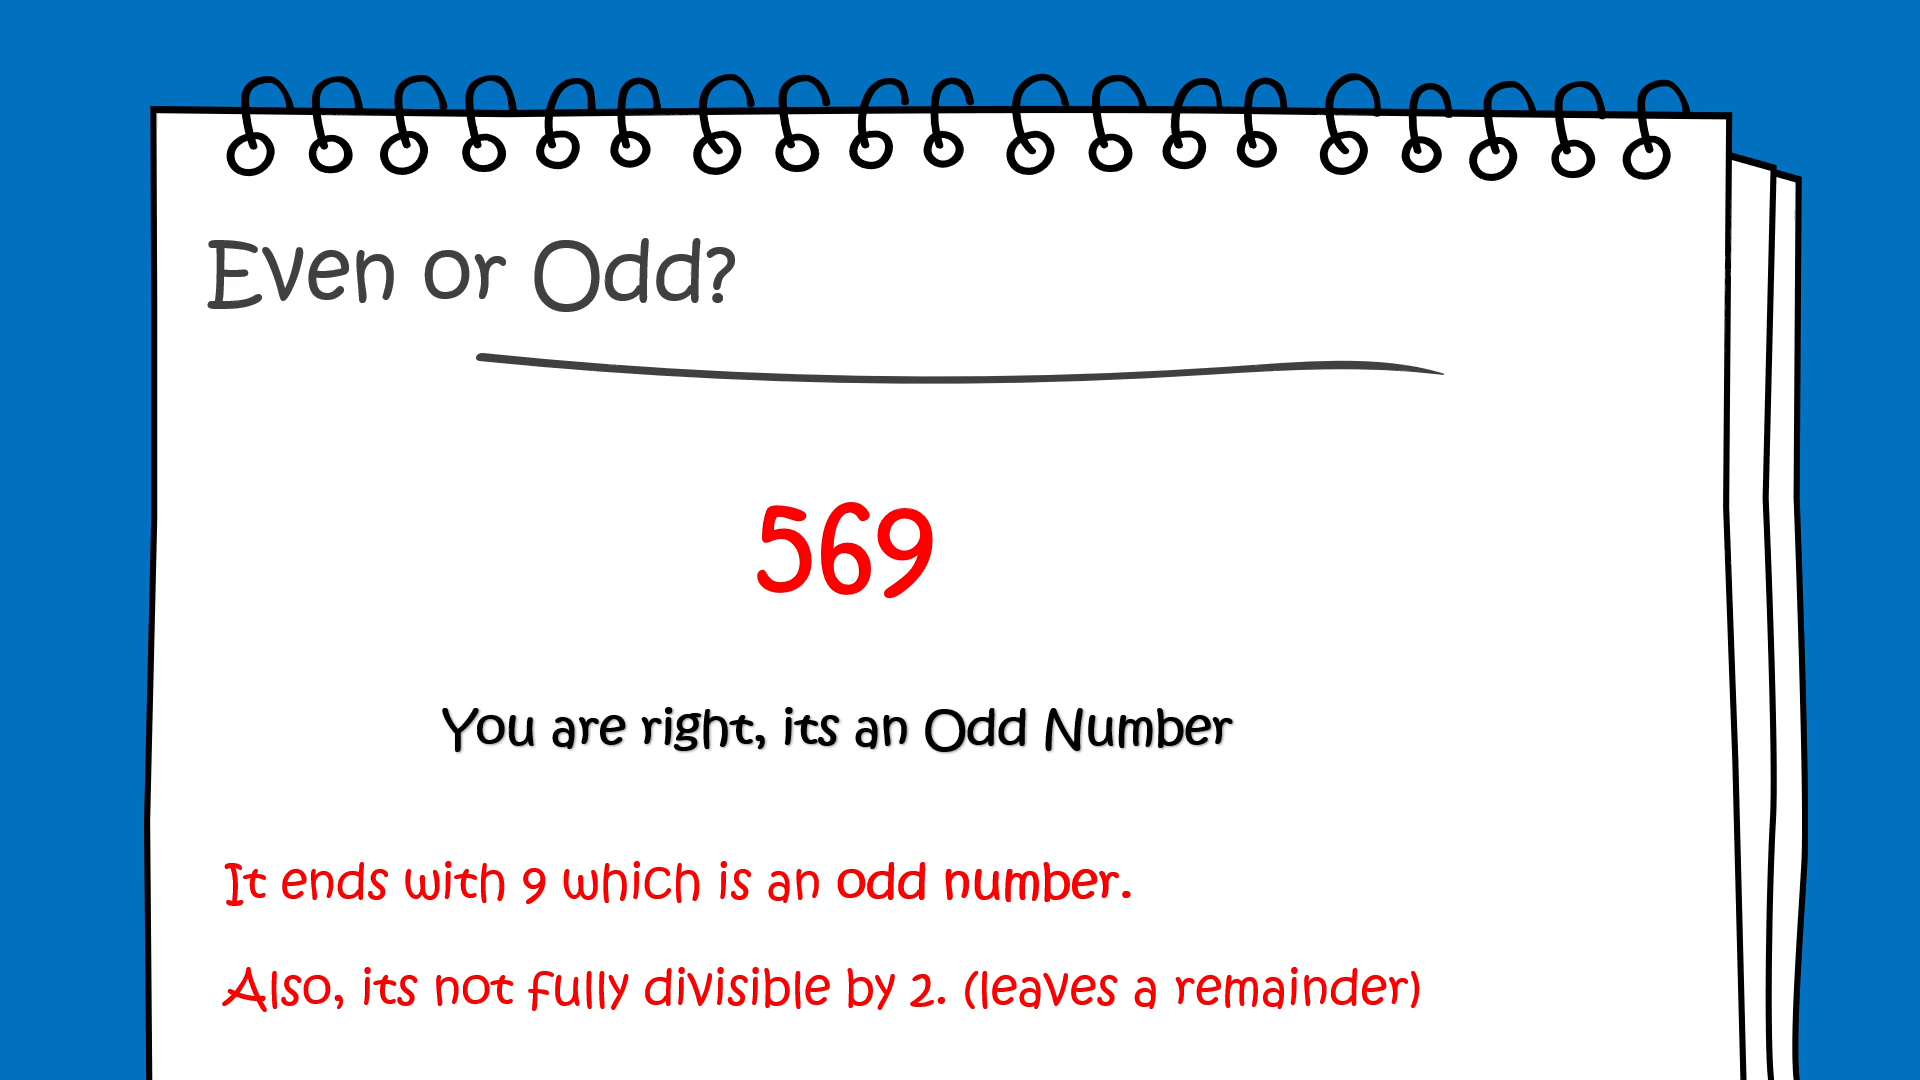 Even or Odd?
569
You are right, its an Odd Number
It ends with 9 which is an odd number.
Also, its not fully divisible by 2. (leaves a remainder)